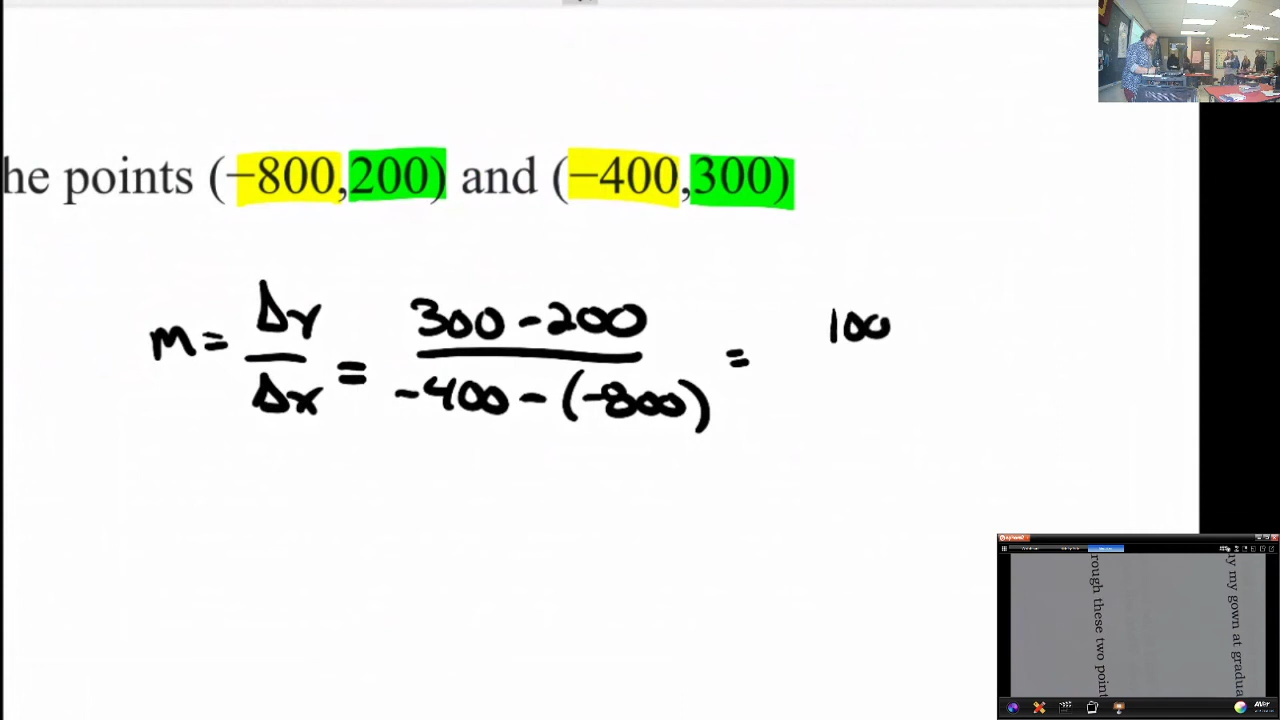 he points (−800,200) and (−400,300)
m = Δy/Δx = 300 - 200/-400 - (-800) = 100
rough these two point
y my gown at gradua